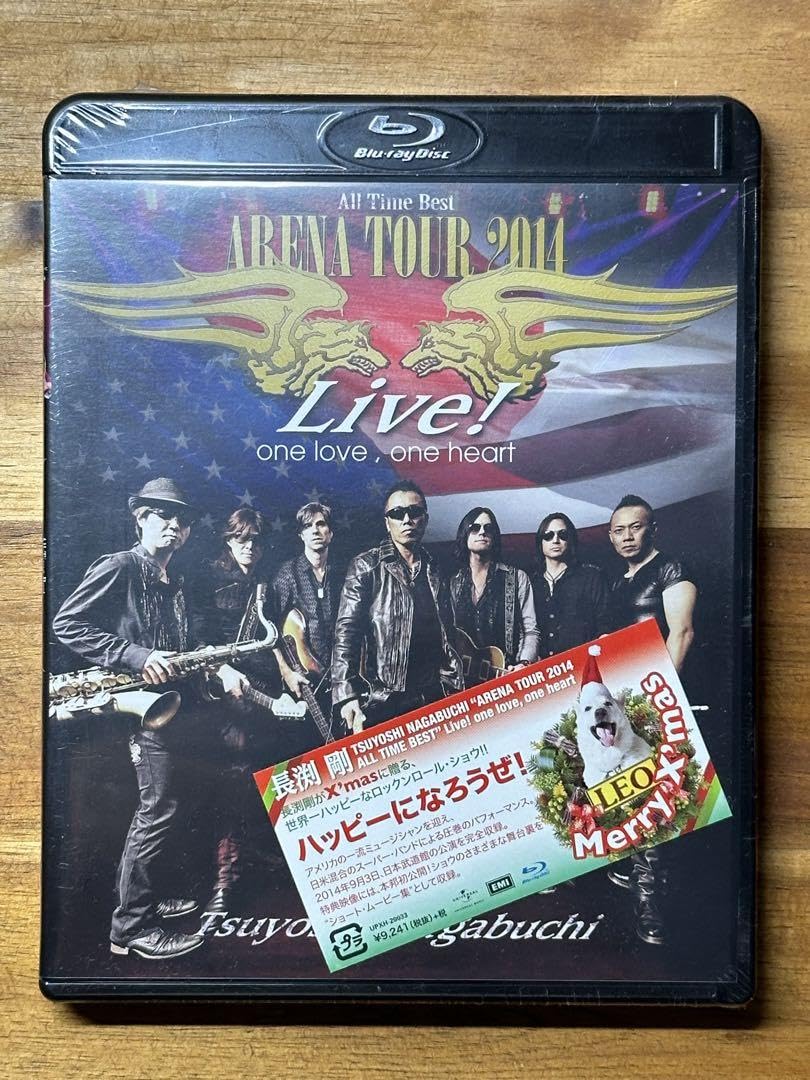 Blu-ray Disc
All Time Best
ARENA TOUR 2014
Live!
one love , one heart
長渕 剛
TSUYOSHI NAGABUCHI "ARENA TOUR 2014
ALL TIME BEST" Live! one love, one heart
長渕剛がX'masに贈る、
世界一ハッピーなロックンロール・ショウ!!
ハッピーになろうぜ!
アメリカの一流ミュージシャンを迎え、
日米混合のスーパー・バンドによる圧巻のパフォーマンス。
2014年9月3日、日本武道館の公演を完全収録。
特典映像には、本邦初公開!ショウのさまざまな舞台裏を
"ショート・ムービー集"として収録。
LEO
Merry X'mas
プラ
UPXH-20033
¥9,241(税抜)+税
UNIVERSAL
UNIVERSAL MUSIC
EMI
Tsuyo
gabuchi